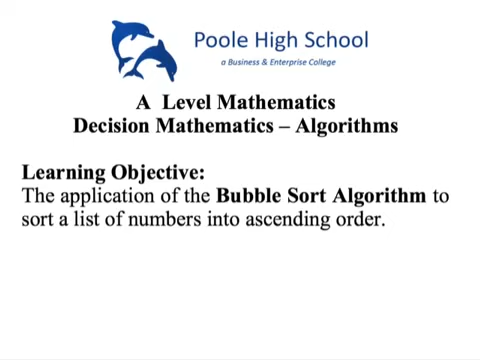 Poole High School
a Business & Enterprise College
A Level Mathematics
Decision Mathematics – Algorithms
Learning Objective:
The application of the Bubble Sort Algorithm to
sort a list of numbers into ascending order.